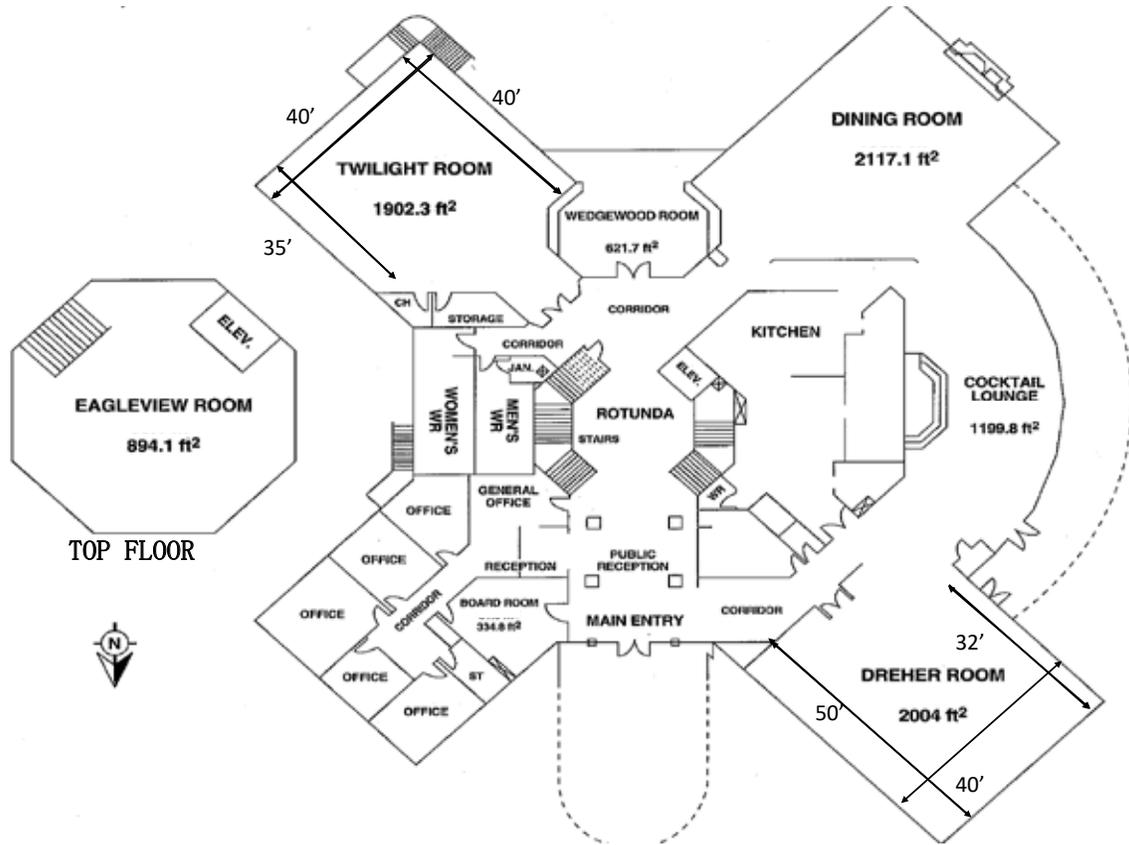 40’
40’
TWILIGHT ROOM
1902.3 ft²
35’
DINING ROOM
2117.1 ft²
WEDGEWOOD ROOM
621.7 ft²
CH
STORAGE
CORRIDOR
CORRIDOR
KITCHEN
ELEV.
EAGLEVIEW ROOM
894.1 ft²
TOP FLOOR
JAN.
ELEV.
WOMEN'S
WR
MEN'S
WR
ROTUNDA
STAIRS
COCKTAIL
LOUNGE
1199.8 ft²
GENERAL
OFFICE
WR
OFFICE
OFFICE
OFFICE
OFFICE
OFFICE
CORRIDOR
RECEPTION
PUBLIC
RECEPTION
BOARD ROOM
334.8 ft²
ST
MAIN ENTRY
CORRIDOR
N
DREHER ROOM
2004 ft²
32’
50’
40’